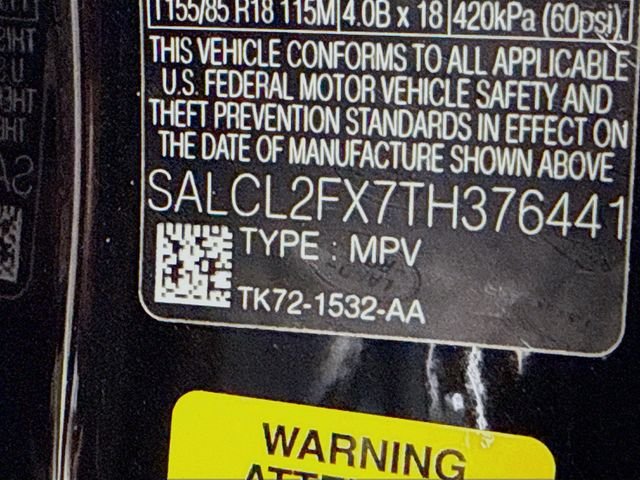 T155/85 R18 115M 4.0B x 18 420kPa (60psi)
THIS VEHICLE CONFORMS TO ALL APPLICABLE
U.S. FEDERAL MOTOR VEHICLE SAFETY AND
THEFT PREVENTION STANDARDS IN EFFECT ON
THE DATE OF MANUFACTURE SHOWN ABOVE
SALCL2FX7TH376441
TYPE : MPV
TK72-1532-AA
WARNING